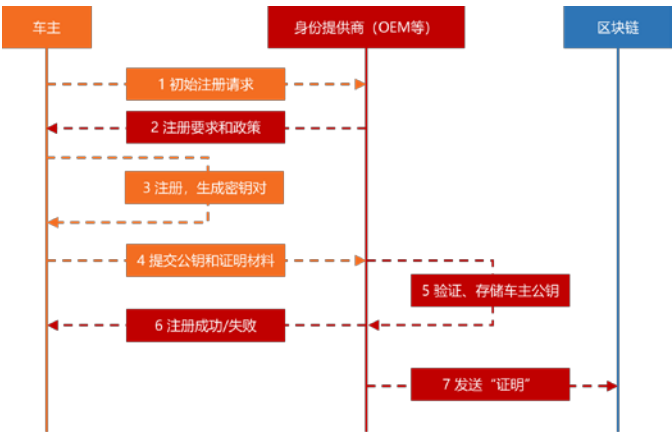 车主
身份提供商（OEM等）
区块链
1 初始注册请求
2 注册要求和政策
3 注册，生成密钥对
4 提交公钥和证明材料
5 验证、存储车主公钥
6 注册成功/失败
7 发送“证明”